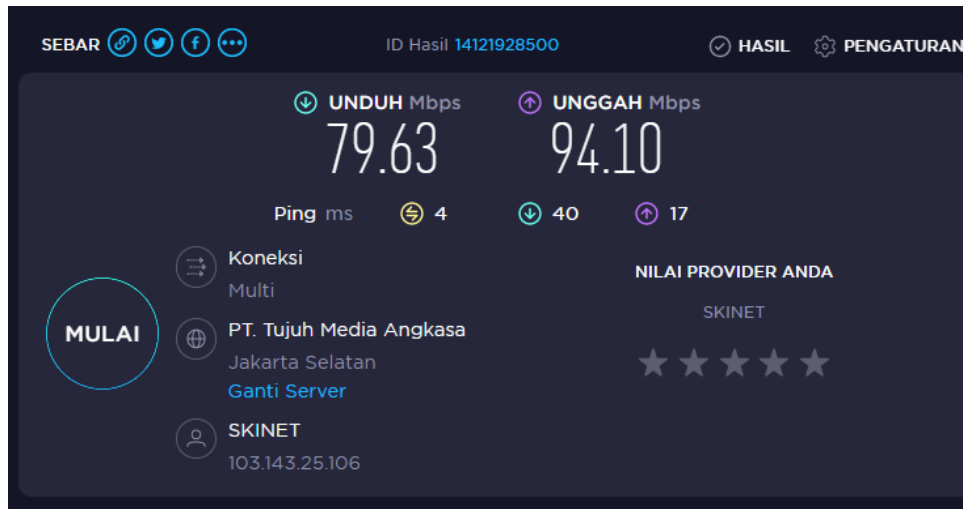 SEBAR
ID Hasil 14121928500
HASIL
PENGATURAN
UNDUH Mbps
79.63
UNGGAH Mbps
94.10
Ping ms 4 40 17
Koneksi
Multi
MULAI
PT. Tujuh Media Angkasa
Jakarta Selatan
Ganti Server
SKINET
103.143.25.106
NILAI PROVIDER ANDA
SKINET